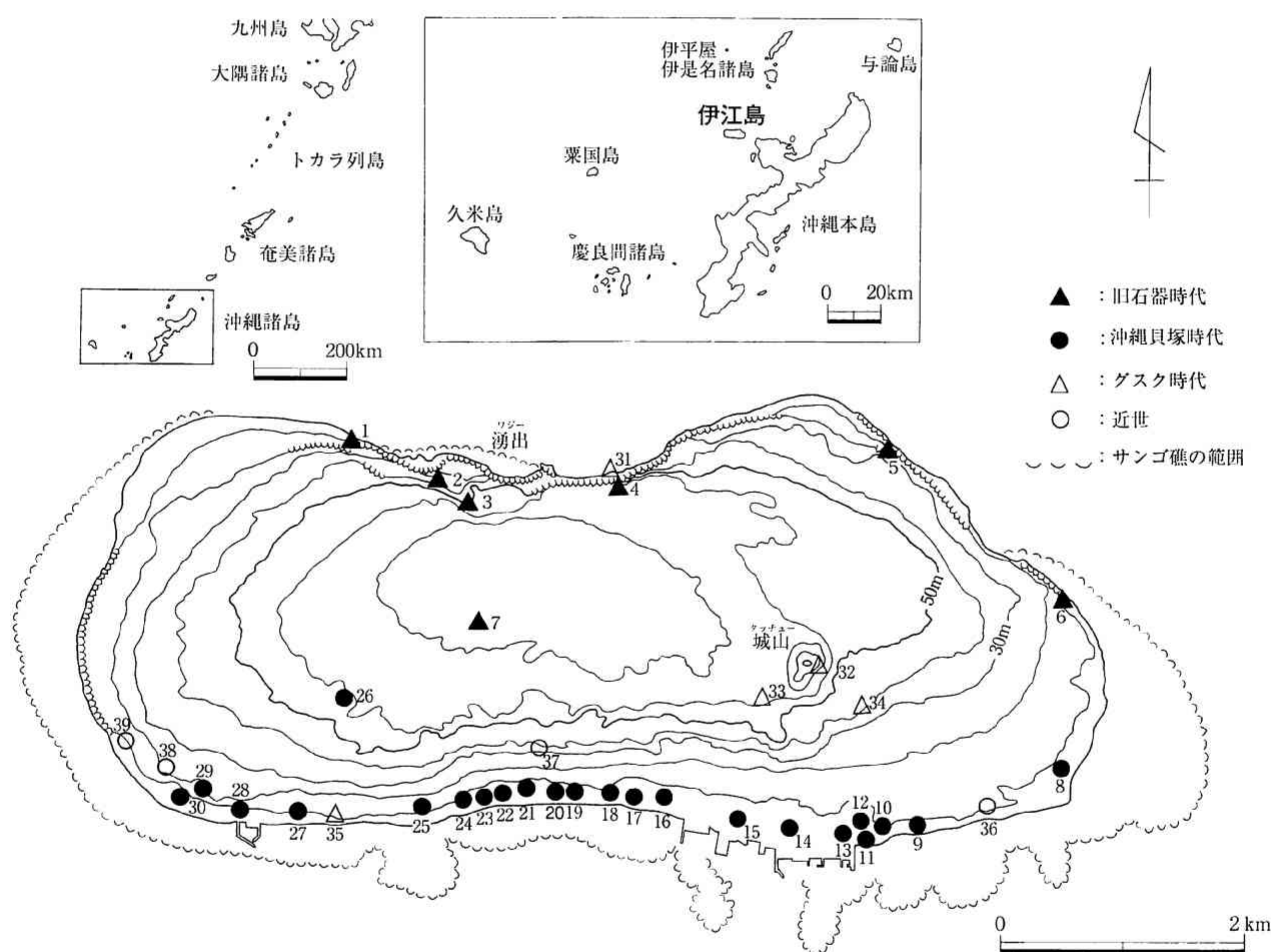 九州島
大隅諸島
トカラ列島
奄美諸島
沖縄諸島
0 200km
伊平屋・
伊是名諸島
与論島
伊江島
粟国島
久米島
慶良間諸島
沖縄本島
0 20km
▲ : 旧石器時代
● : 沖縄貝塚時代
△ : グスク時代
○ : 近世
: サンゴ礁の範囲
ワジー
湧出
1
2
3
31
4
5
6
7
50m
30m
タッチュー
城山
32
33
34
26
39
38
37
29
30
28
27
35
25
24
23
22
21
20
19
18
17
16
15
14
13
12
10
11
9
36
8
0 2 km